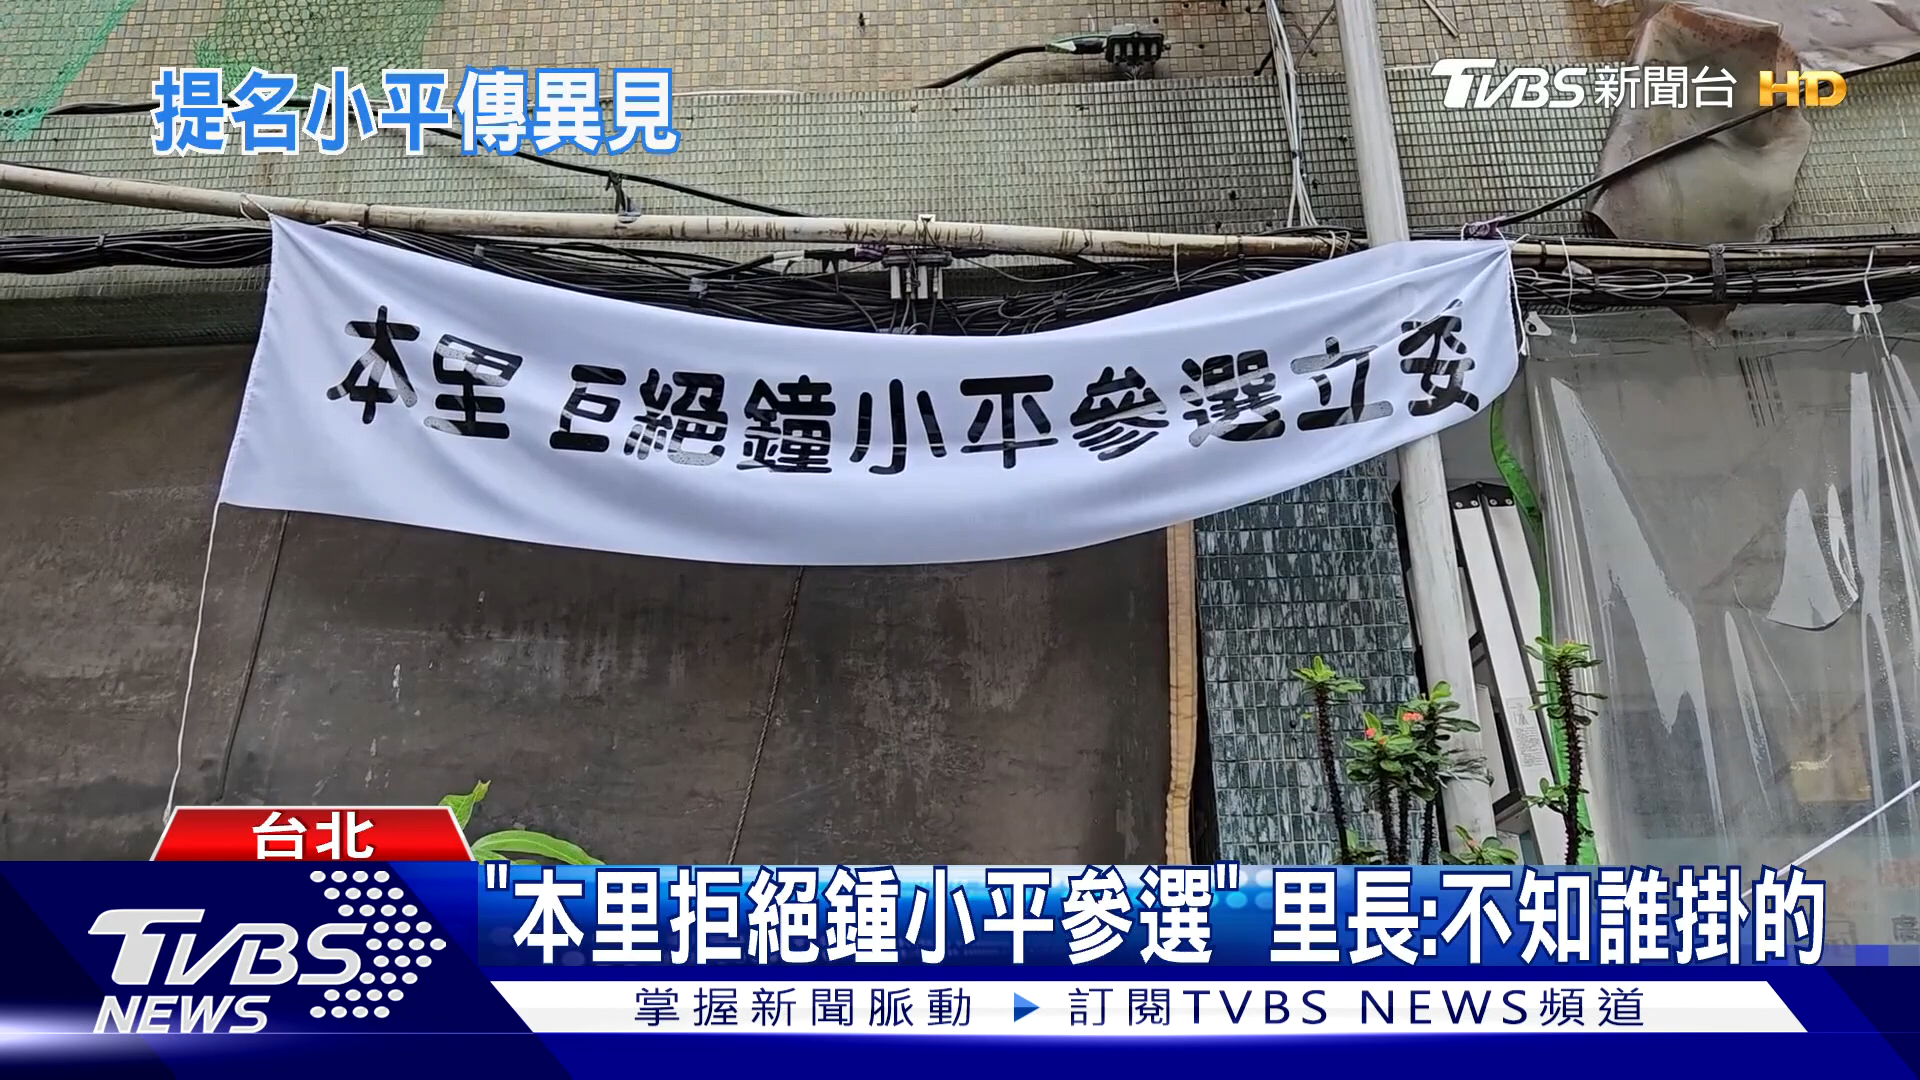 提名小平傳異見
TVBS新聞台 HD
本里 拒絕鐘小平參選立委
台北
"本里拒絕鍾小平參選" 里長:不知誰掛的
TVBS NEWS
掌握新聞脈動 ▶ 訂閱TVBS NEWS頻道